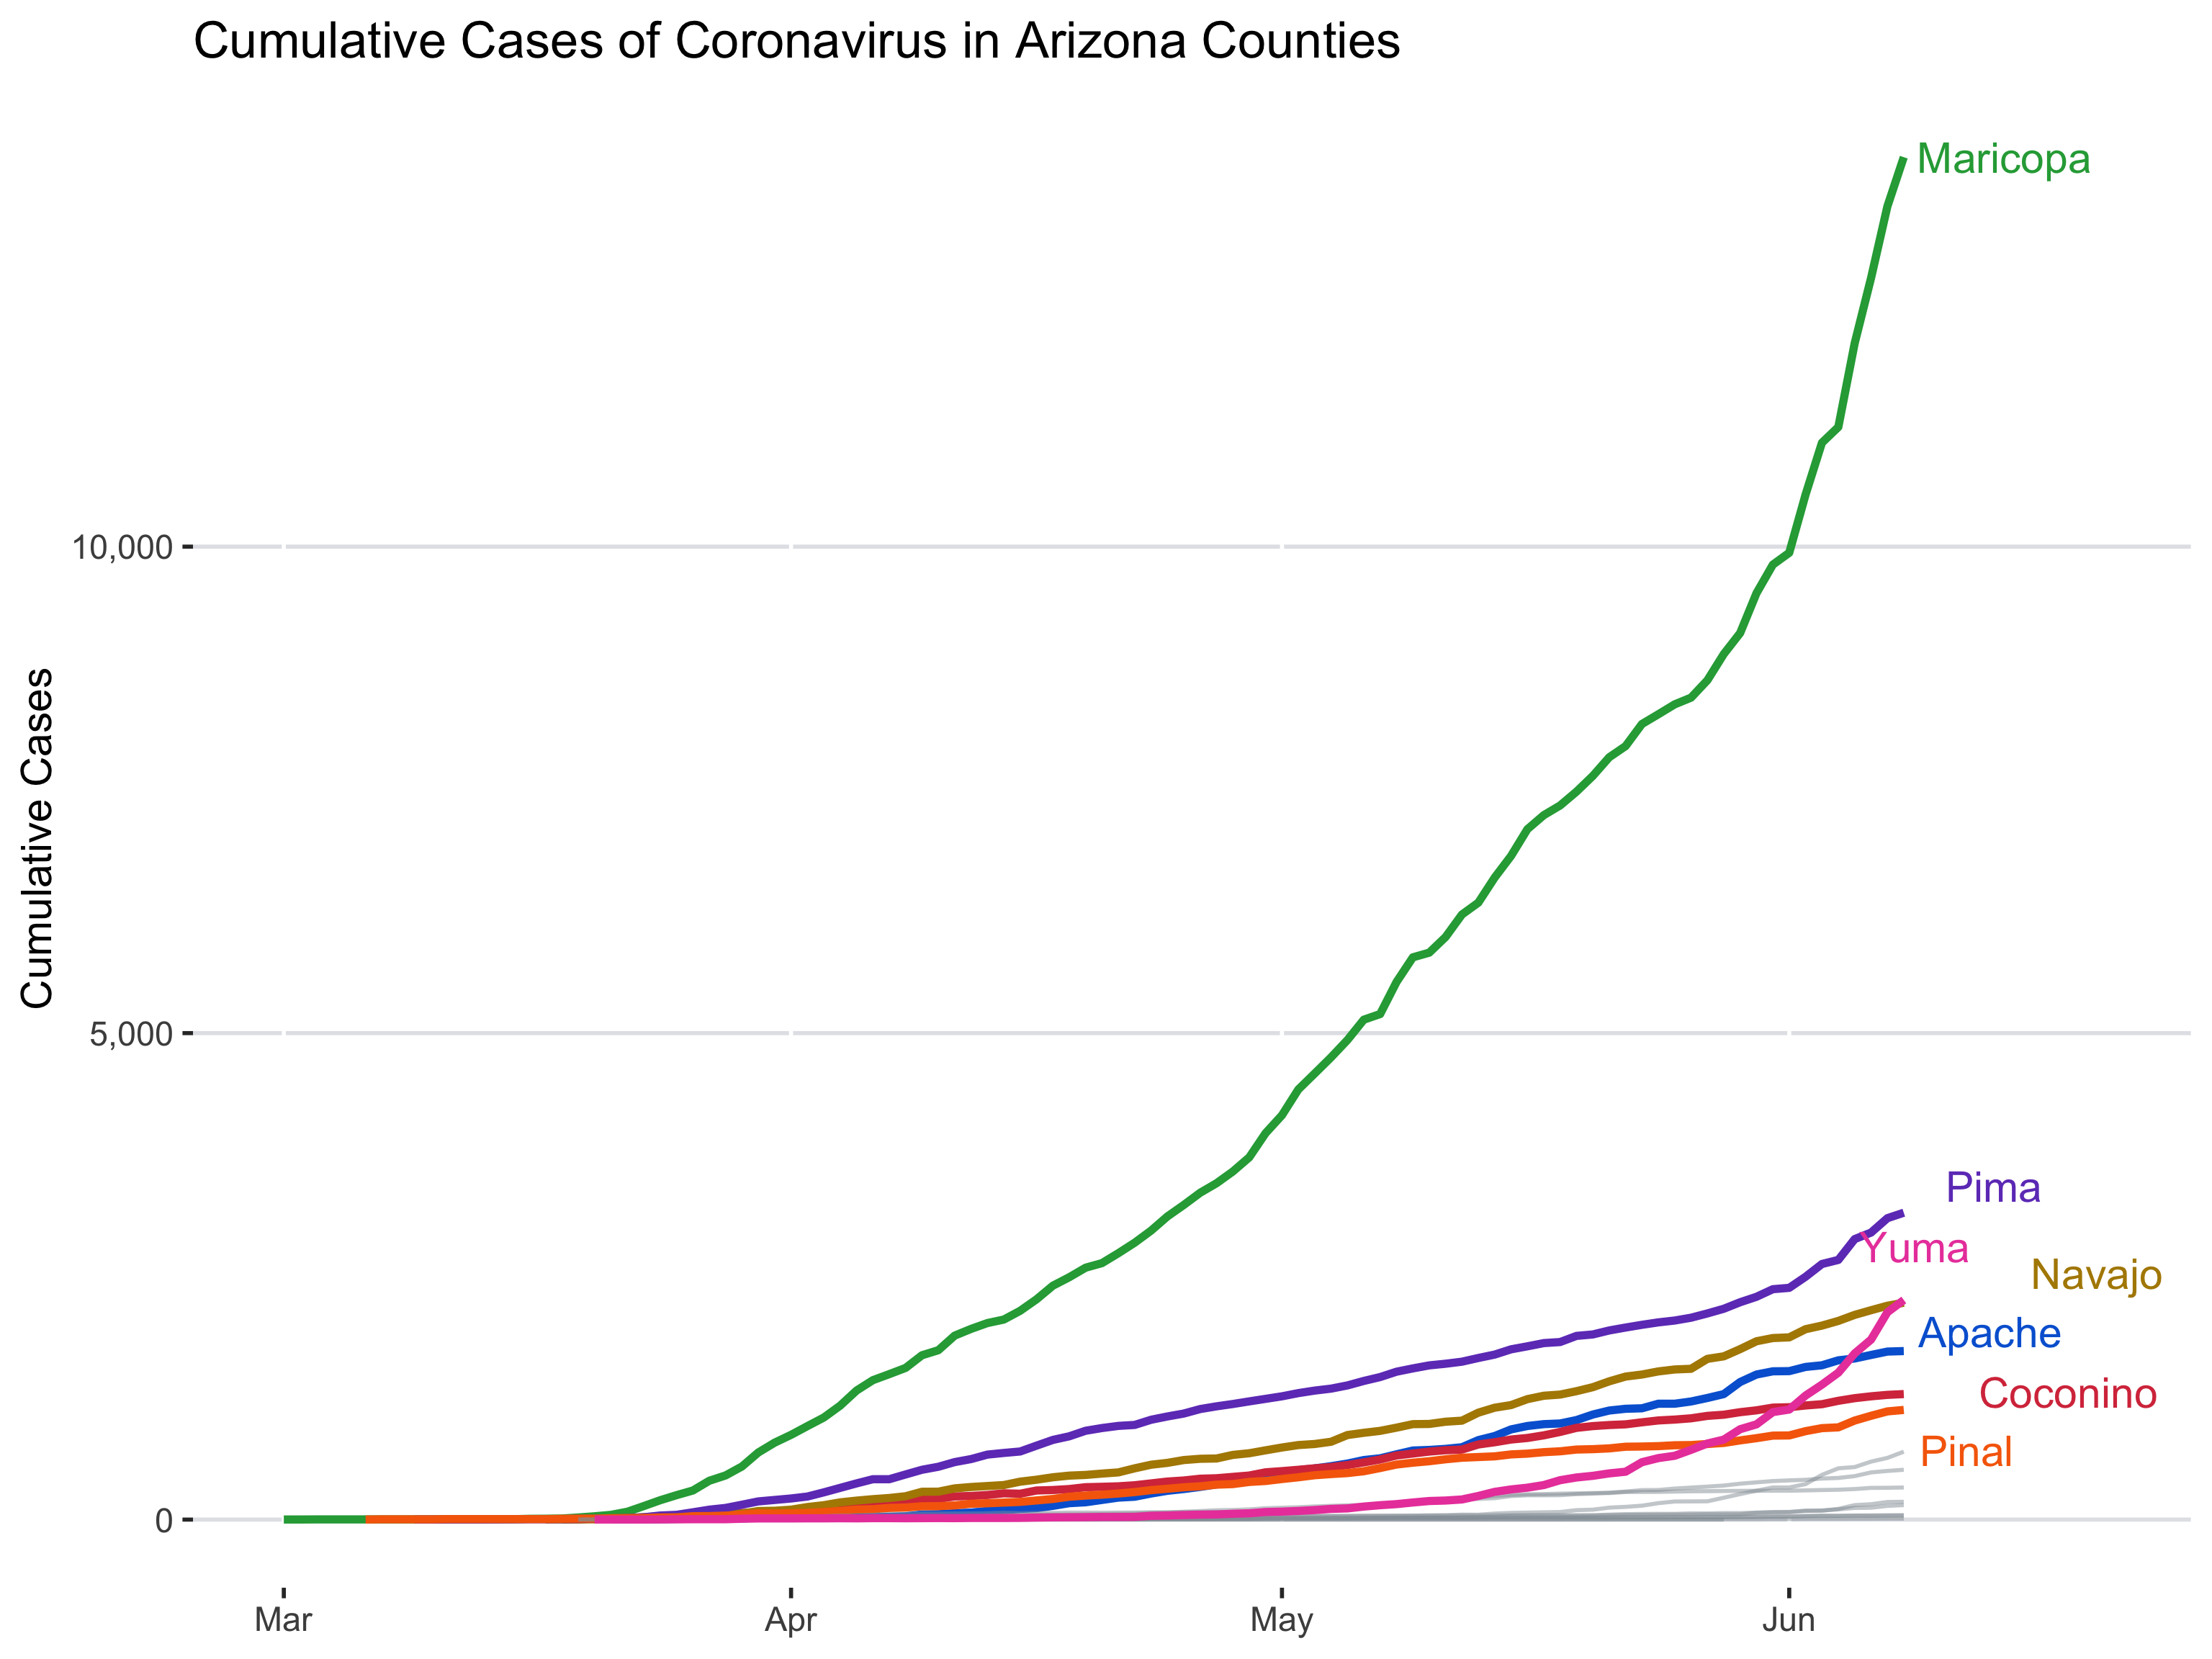 Cumulative Cases of Coronavirus in Arizona Counties
Maricopa
10,000
Cumulative Cases
5,000
Pima
Yuma
Navajo
Apache
Coconino
Pinal
0
Mar
Apr
May
Jun